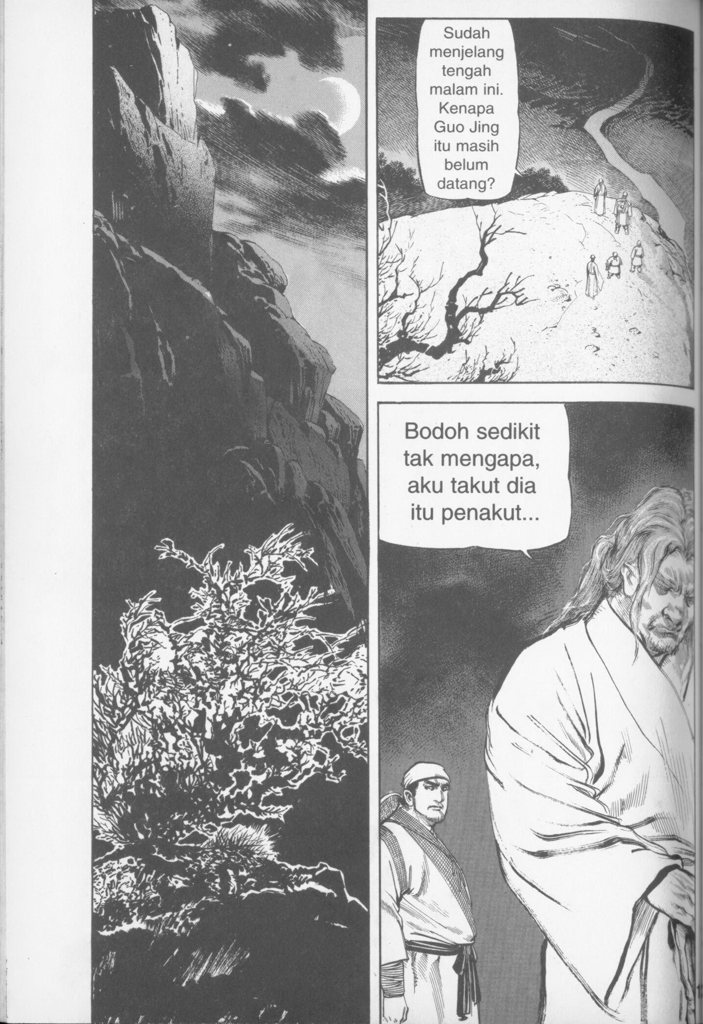 Sudah
menjelang
tengah
malam ini.
Kenapa
Guo Jing
itu masih
belum
datang?
Bodoh sedikit
tak mengapa,
aku takut dia
itu penakut...